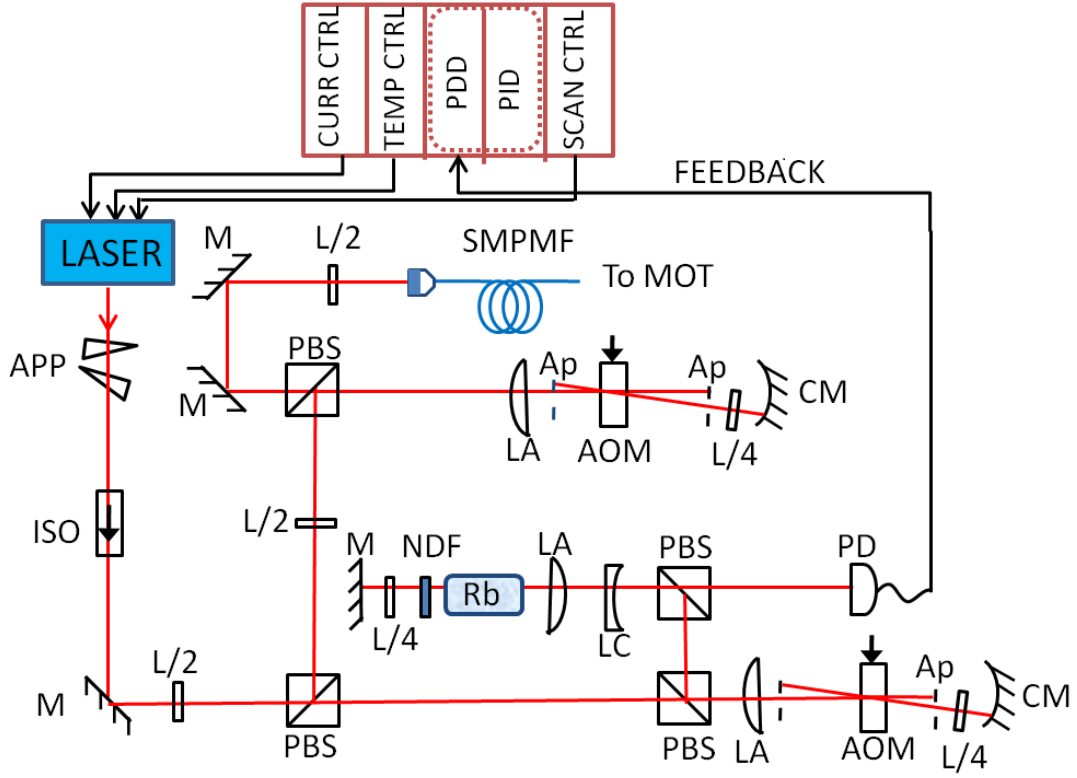 CURR CTRL
TEMP CTRL
PDD
PID
SCAN CTRL
FEEDBACK
LASER
M
L/2
SMPMF
To MOT
APP
M
PBS
Ap
Ap
CM
LA
AOM
L/4
ISO
L/2
M
NDF
LA
PBS
PD
Rb
L/4
LC
M
L/2
Ap
CM
PBS
PBS
LA
AOM
L/4